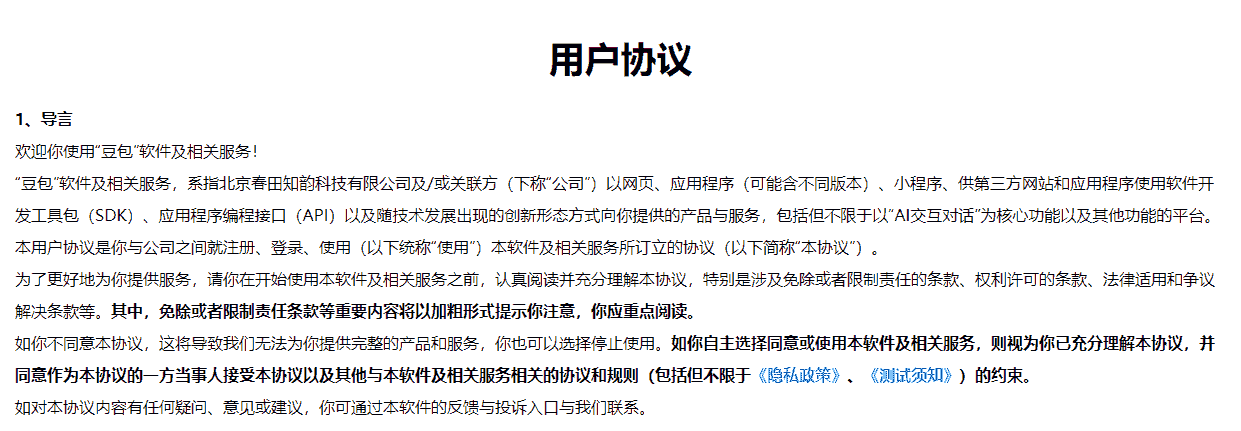 用户协议
1、导言
欢迎你使用“豆包”软件及相关服务！
“豆包”软件及相关服务，系指北京春田知韵科技有限公司及/或关联方（下称“公司”）以网页、应用程序（可能含不同版本）、小程序、供第三方网站和应用程序使用软件开
发工具包（SDK）、应用程序编程接口（API）以及随技术发展出现的创新形态方式向你提供的产品与服务，包括但不限于以“AI交互对话”为核心功能以及其他功能的平台。
本用户协议是你与公司之间就注册、登录、使用（以下统称“使用”）本软件及相关服务所订立的协议（以下简称“本协议”）。
为了更好地为你提供服务，请你在开始使用本软件及相关服务之前，认真阅读并充分理解本协议，特别是涉及免除或者限制责任的条款、权利许可的条款、法律适用和争议
解决条款等。其中，免除或者限制责任条款等重要内容将以加粗形式提示你注意，你应重点阅读。
如你不同意本协议，这将导致我们无法为你提供完整的产品和服务，你也可以选择停止使用。如你自主选择同意或使用本软件及相关服务，则视为你已充分理解本协议，并
同意作为本协议的一方当事人接受本协议以及其他与本软件及相关服务相关的协议和规则（包括但不限于《隐私政策》、《测试须知》）的约束。
如对本协议内容有任何疑问、意见或建议，你可通过本软件的反馈与投诉入口与我们联系。